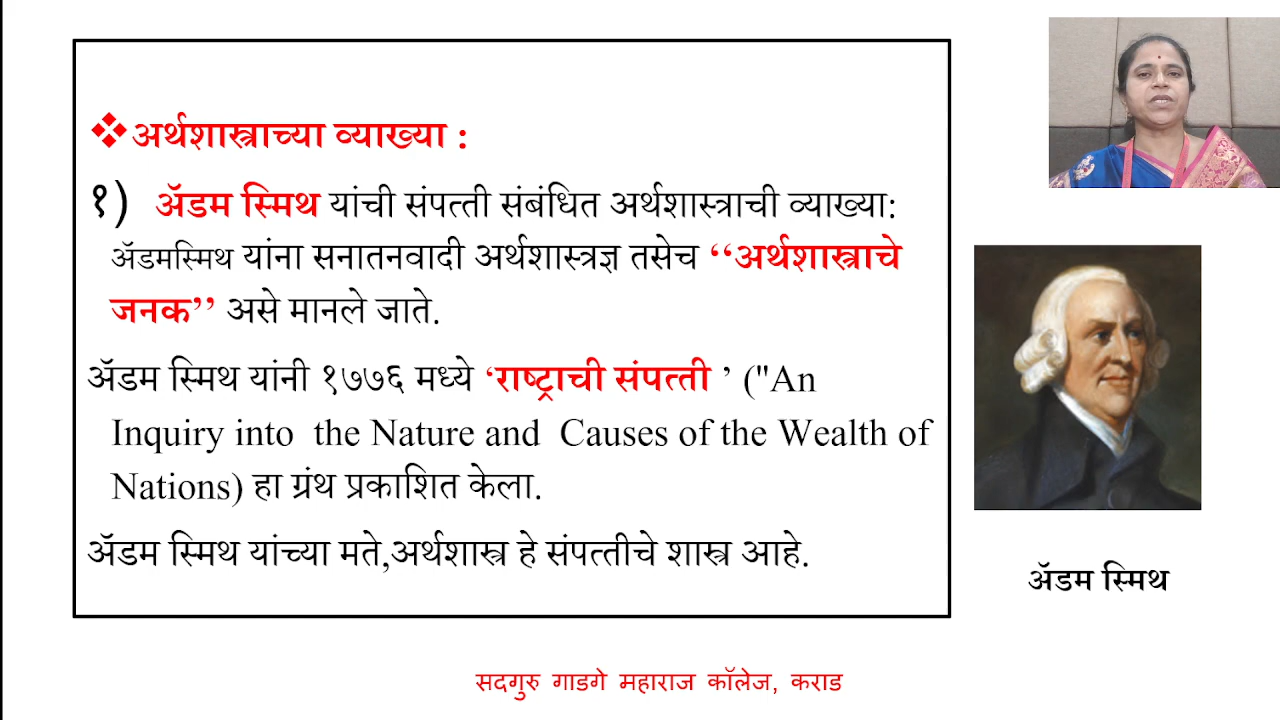 ❖अर्थशास्त्राच्या व्याख्या :
१) ॲडम स्मिथ यांची संपत्ती संबंधित अर्थशास्त्राची व्याख्या:
ॲडमस्मिथ यांना सनातनवादी अर्थशास्त्रज्ञ तसेच “अर्थशास्त्राचे
जनक” असे मानले जाते.
ॲडम स्मिथ यांनी १७७६ मध्ये ‘राष्ट्राची संपत्ती ’ ("An
Inquiry into the Nature and Causes of the Wealth of
Nations) हा ग्रंथ प्रकाशित केला.
ॲडम स्मिथ यांच्या मते,अर्थशास्त्र हे संपत्तीचे शास्त्र आहे.
ॲडम स्मिथ
सदगुरु गाडगे महाराज कॉलेज, कराड